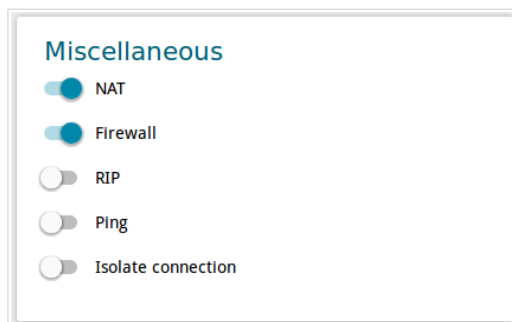 Miscellaneous
NAT
Firewall
RIP
Ping
Isolate connection